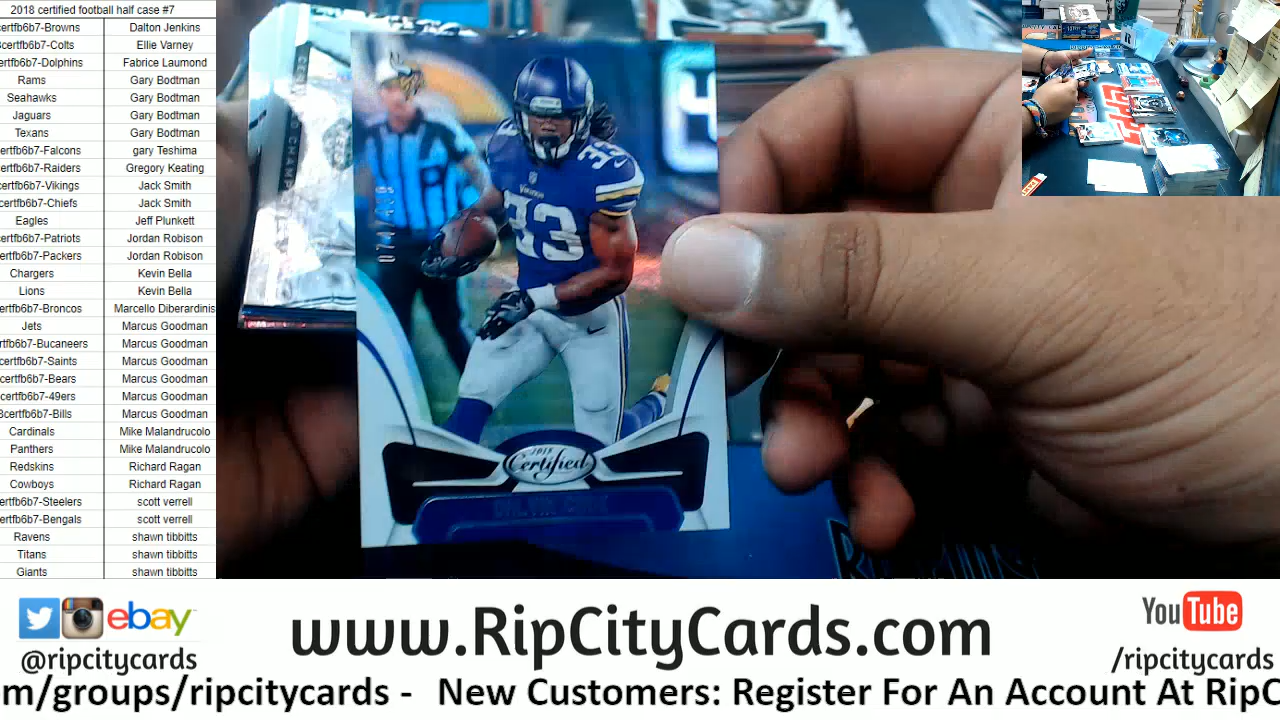 2018 certified football half case #7
certfb6b7-Browns Dalton Jenkins
certfb6b7-Colts Ellie Varney
ertfb6b7-Dolphins Fabrice Laumond
Rams Gary Bodtman
Seahawks Gary Bodtman
Jaguars Gary Bodtman
Texans Gary Bodtman
ertfb6b7-Falcons gary Teshima
ertfb6b7-Raiders Gregory Keating
certfb6b7-Vikings Jack Smith
certfb6b7-Chiefs Jack Smith
Eagles Jeff Plunkett
ertfb6b7-Patriots Jordan Robison
ertfb6b7-Packers Jordan Robison
Chargers Kevin Bella
Lions Kevin Bella
ertfb6b7-Broncos Marcello Diberardinis
Jets Marcus Goodman
rtfb6b7-Bucaneers Marcus Goodman
certfb6b7-Saints Marcus Goodman
certfb6b7-Bears Marcus Goodman
certfb6b7-49ers Marcus Goodman
8certfb6b7-Bills Marcus Goodman
Cardinals Mike Malandrucolo
Panthers Mike Malandrucolo
Redskins Richard Ragan
Cowboys Richard Ragan
ertfb6b7-Steelers scott verrell
ertfb6b7-Bengals scott verrell
Ravens shawn tibbitts
Titans shawn tibbitts
Giants shawn tibbitts
33
33
2018
Certified
ebay
@ripcitycards
www.RipCityCards.com
YouTube
/ripcitycards
m/groups/ripcitycards - New Customers: Register For An Account At RipC